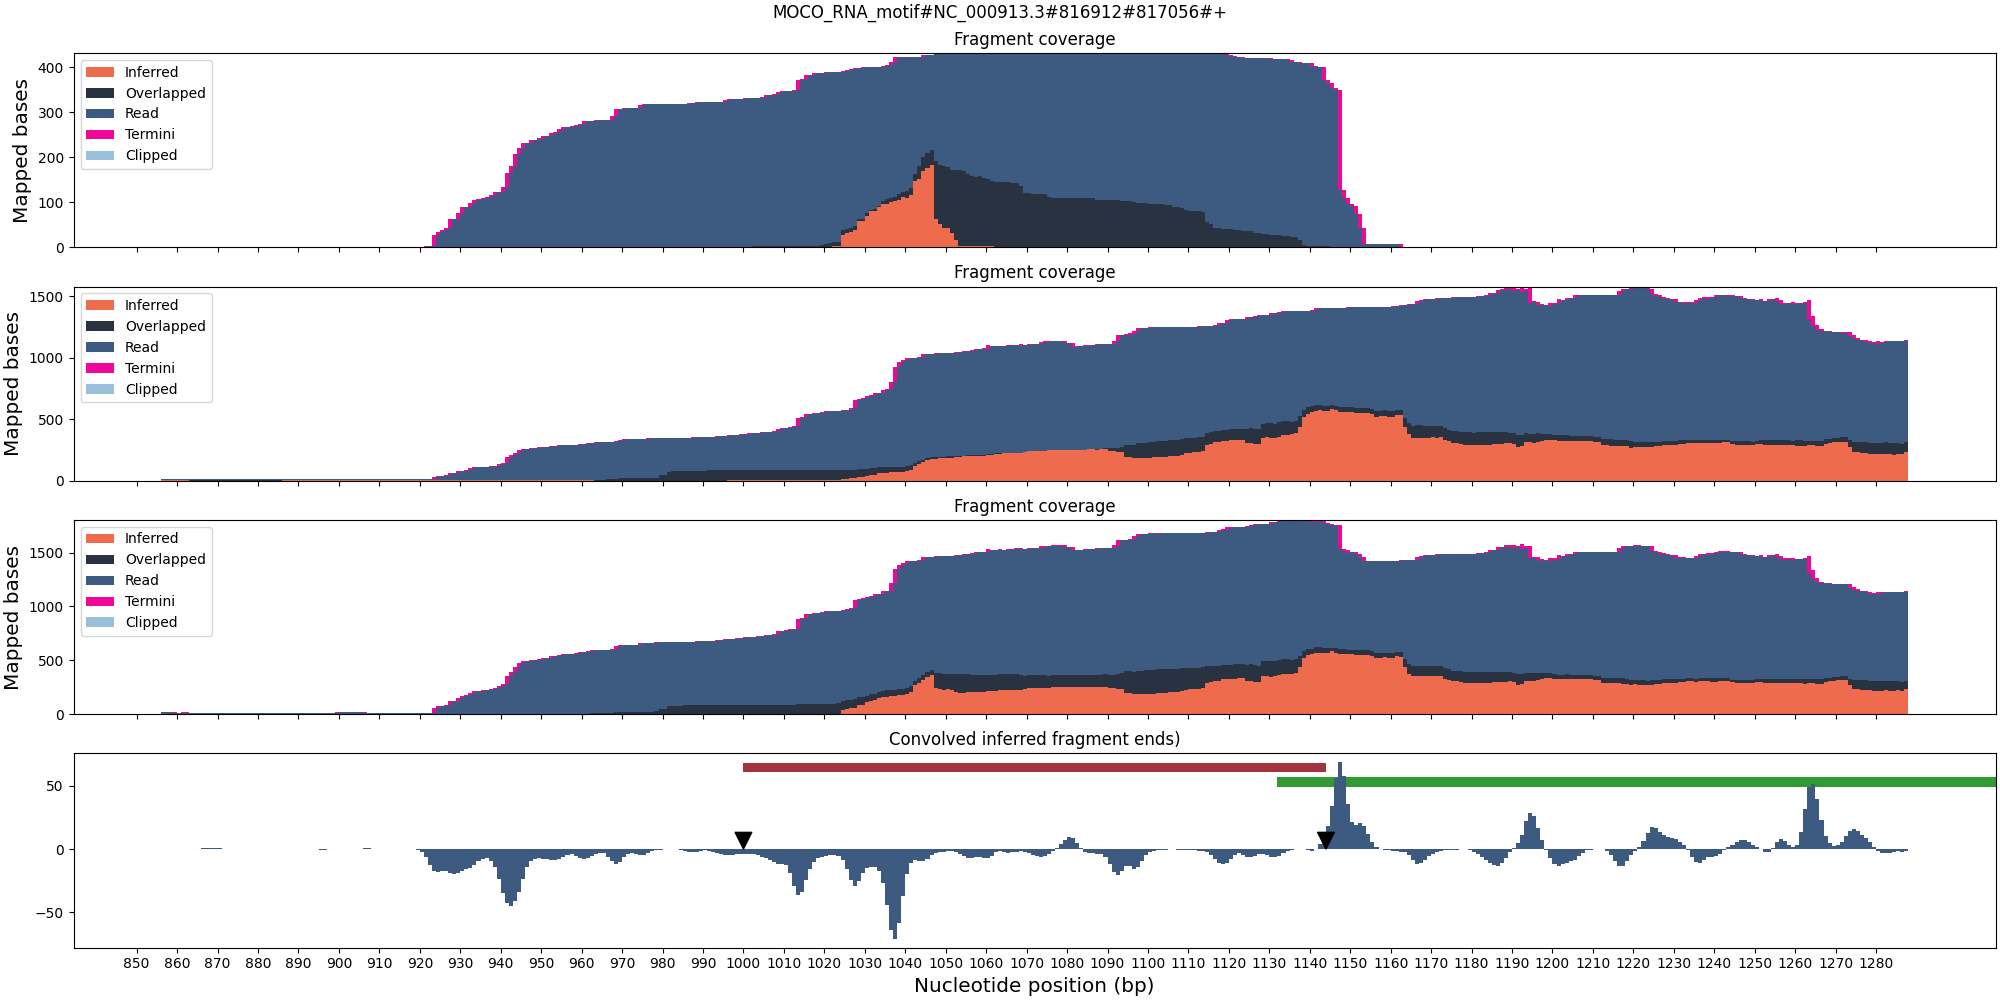 MOCO_RNA_motif#NC_000913.3#816912#817056#+
Fragment coverage
Mapped bases
400
300
200
100
0
Inferred
Overlapped
Read
Termini
Clipped
Fragment coverage
Mapped bases
1500
1000
500
0
Inferred
Overlapped
Read
Termini
Clipped
Fragment coverage
Mapped bases
1500
1000
500
0
Inferred
Overlapped
Read
Termini
Clipped
Convolved inferred fragment ends)
50
0
−50
850 860 870 880 890 900 910 920 930 940 950 960 970 980 990 1000 1010 1020 1030 1040 1050 1060 1070 1080 1090 1100 1110 1120 1130 1140 1150 1160 1170 1180 1190 1200 1210 1220 1230 1240 1250 1260 1270 1280
Nucleotide position (bp)